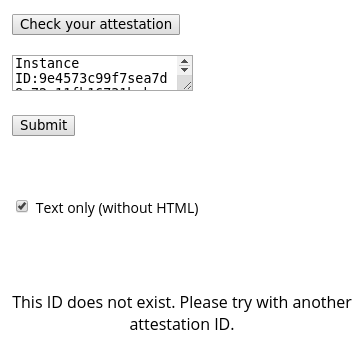 Check your attestation
Instance
ID:9e4573c99f7sea7d
Submit
Text only (without HTML)
This ID does not exist. Please try with another
attestation ID.